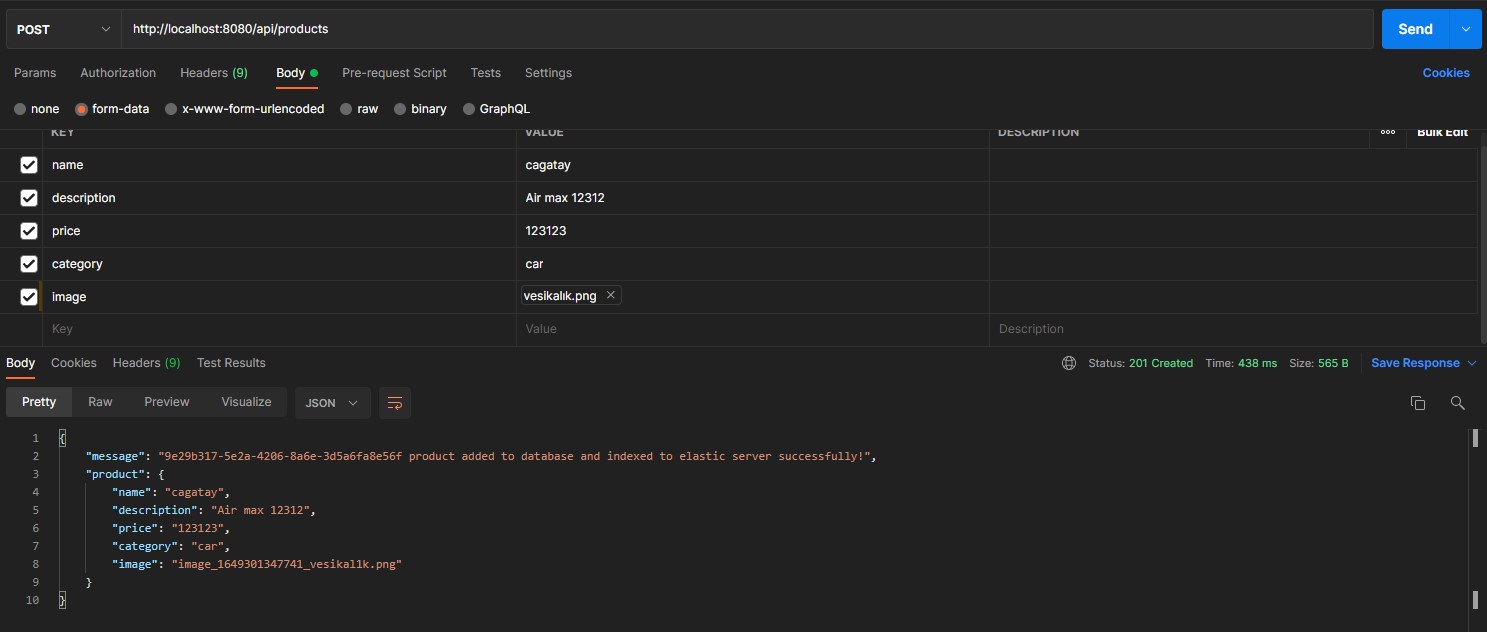 POST http://localhost:8080/api/products Send
Params Authorization Headers (9) Body Pre-request Script Tests Settings Cookies
none form-data x-www-form-urlencoded raw binary GraphQL
KEY VALUE DESCRIPTION ooo Bulk Edit
name cagatay
description Air max 12312
price 123123
category car
image vesikalık.png
Key Value Description
Body Cookies Headers (9) Test Results Status: 201 Created Time: 438 ms Size: 565 B Save Response
Pretty Raw Preview Visualize JSON
1 {
2 "message": "9e29b317-5e2a-4206-8a6e-3d5a6fa8e56f product added to database and indexed to elastic server successfully!",
3 "product": {
4 "name": "cagatay",
5 "description": "Air max 12312",
6 "price": "123123",
7 "category": "car",
8 "image": "image_1649301347741_vesikal1k.png"
9 }
10 }